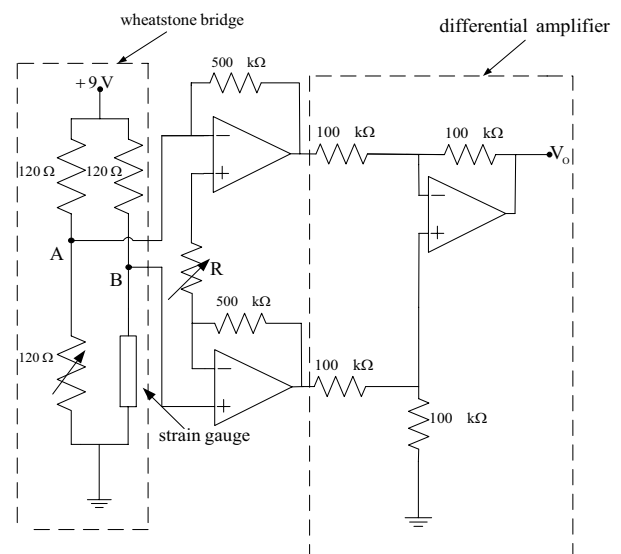 wheatstone bridge
differential amplifier
+9 V
500 kΩ
120 Ω
120 Ω
100 kΩ
100 kΩ
Vo
A
B
R
500 kΩ
120 Ω
100 kΩ
100 kΩ
strain gauge